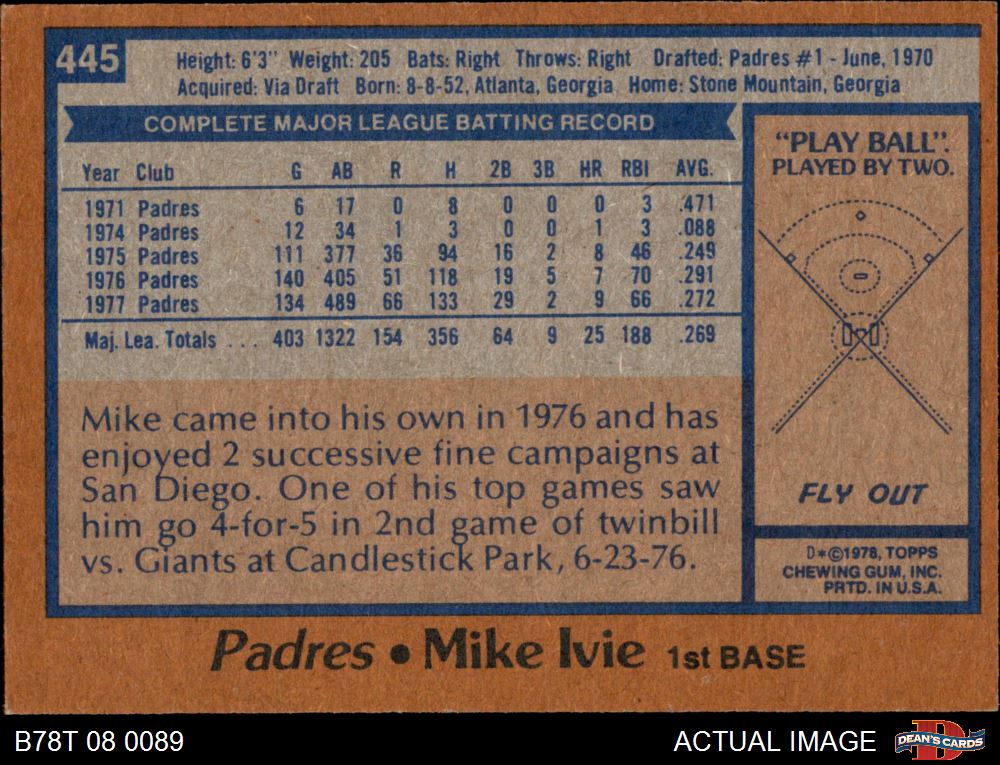 445
Height: 6'3" Weight: 205 Bats: Right Throws: Right Drafted: Padres #1 - June, 1970
Acquired: Via Draft Born: 8-8-52, Atlanta, Georgia Home: Stone Mountain, Georgia
COMPLETE MAJOR LEAGUE BATTING RECORD
Year Club G AB R H 2B 3B HR RBI AVG.
1971 Padres 6 17 0 8 0 0 0 3 .471
1974 Padres 12 34 1 3 0 0 1 3 .088
1975 Padres 111 377 36 94 16 2 8 46 .249
1976 Padres 140 405 51 118 19 5 7 70 .291
1977 Padres 134 489 66 133 29 2 9 66 .272
Maj. Lea. Totals ... 403 1322 154 356 64 9 25 188 .269
Mike came into his own in 1976 and has
enjoyed 2 successive fine campaigns at
San Diego. One of his top games saw
him go 4-for-5 in 2nd game of twinbill
vs. Giants at Candlestick Park, 6-23-76.
"PLAY BALL".
PLAYED BY TWO.
FLY OUT
D*©1978, TOPPS
CHEWING GUM, INC.
PRTD. IN U.S.A.
Padres • Mike Ivie 1st BASE
B78T 08 0089
ACTUAL IMAGE
DEAN'S CARDS